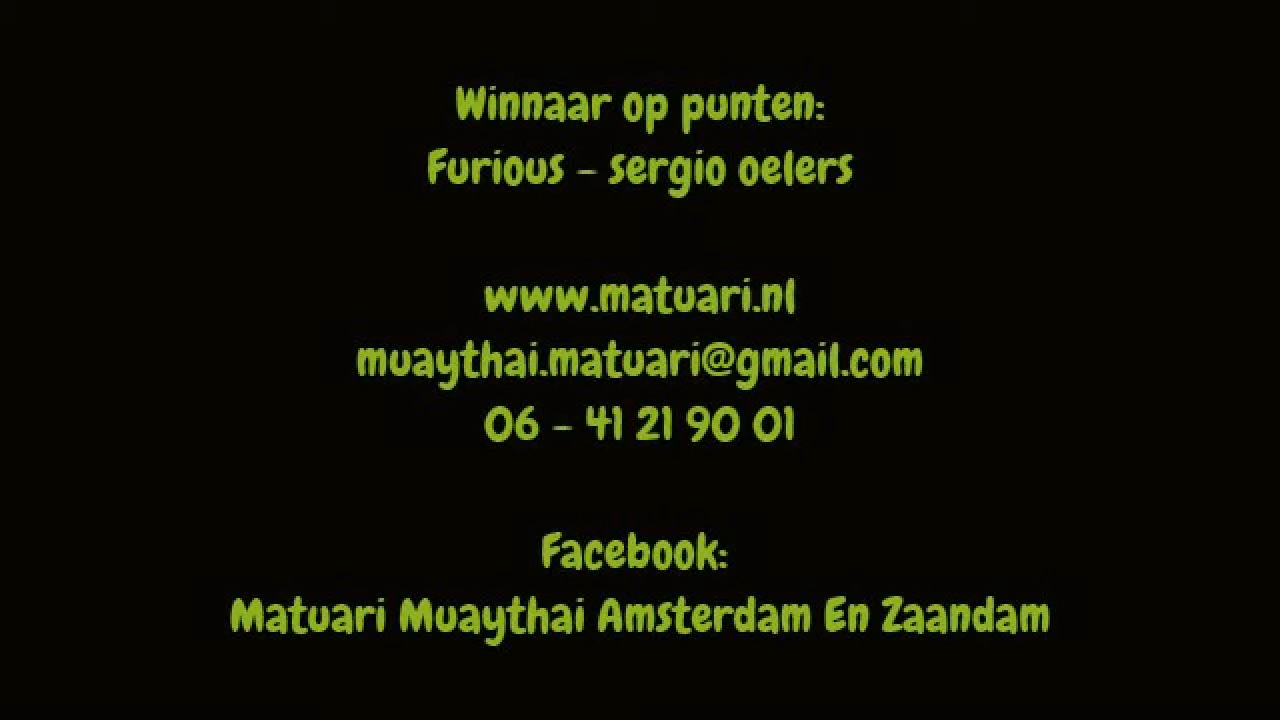 Winnaar op punten:
Furious - sergio oelers
www.matuari.nl
muaythai.matuari@gmail.com
06 - 41 21 90 01
Facebook:
Matuari Muaythai Amsterdam En Zaandam